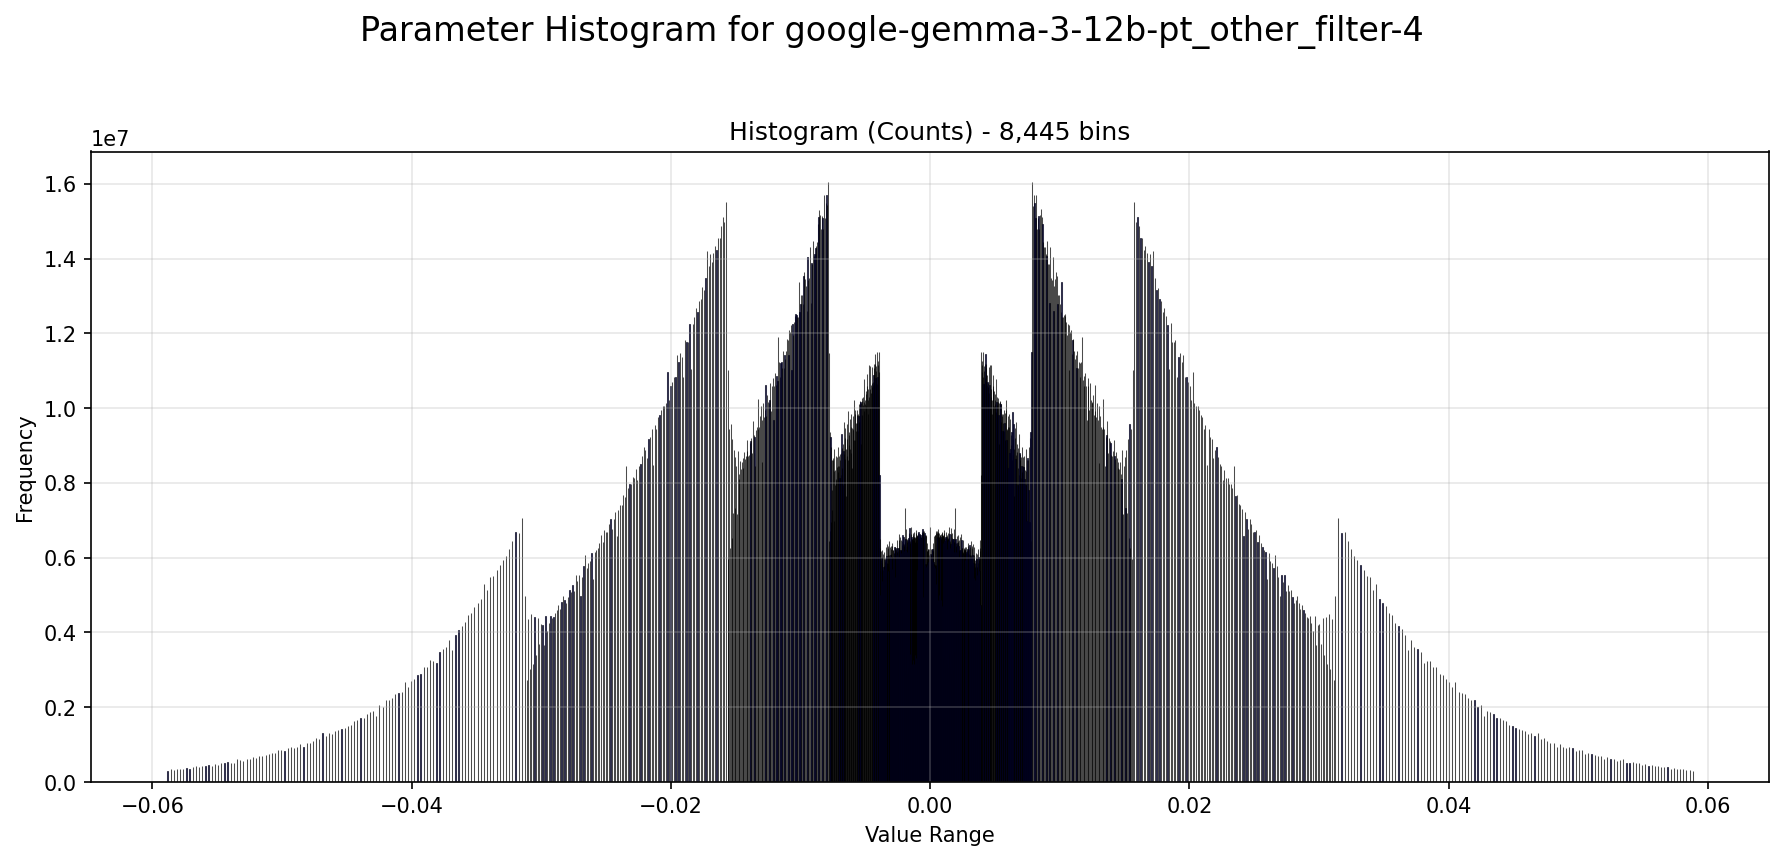 Parameter Histogram for google-gemma-3-12b-pt_other_filter-4
Histogram (Counts) - 8,445 bins
1e7
1.6
1.4
1.2
1.0
0.8
0.6
0.4
0.2
0.0
Frequency
−0.06 −0.04 −0.02 0.00 0.02 0.04 0.06
Value Range